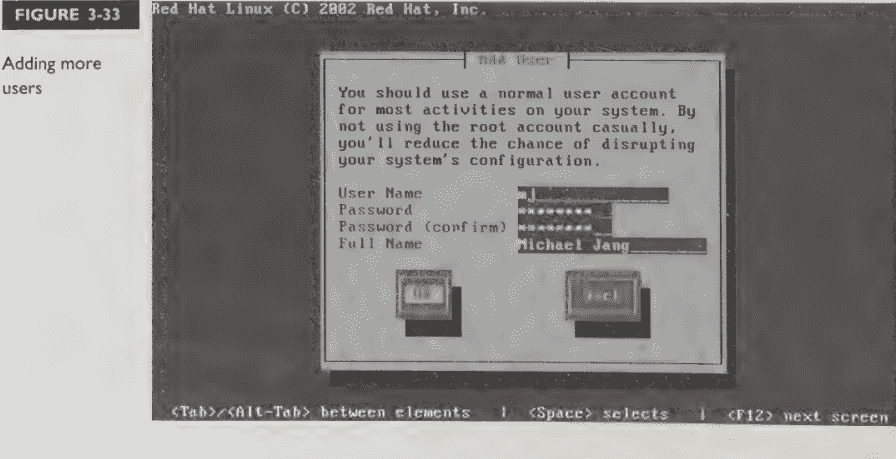 FIGURE 3-33
Adding more
users
Red Hat Linux (C) 2002 Red Hat, Inc.
Add User
You should use a normal user account
for most activities on your system. By
not using the root account casually,
you'll reduce the chance of disrupting
your system's configuration.
User Name mj
Password ********
Password (confirm) ********
Full Name Michael Jang
OK
<Tab>/<Alt-Tab> between elements | <Space> selects | <F12> next screen